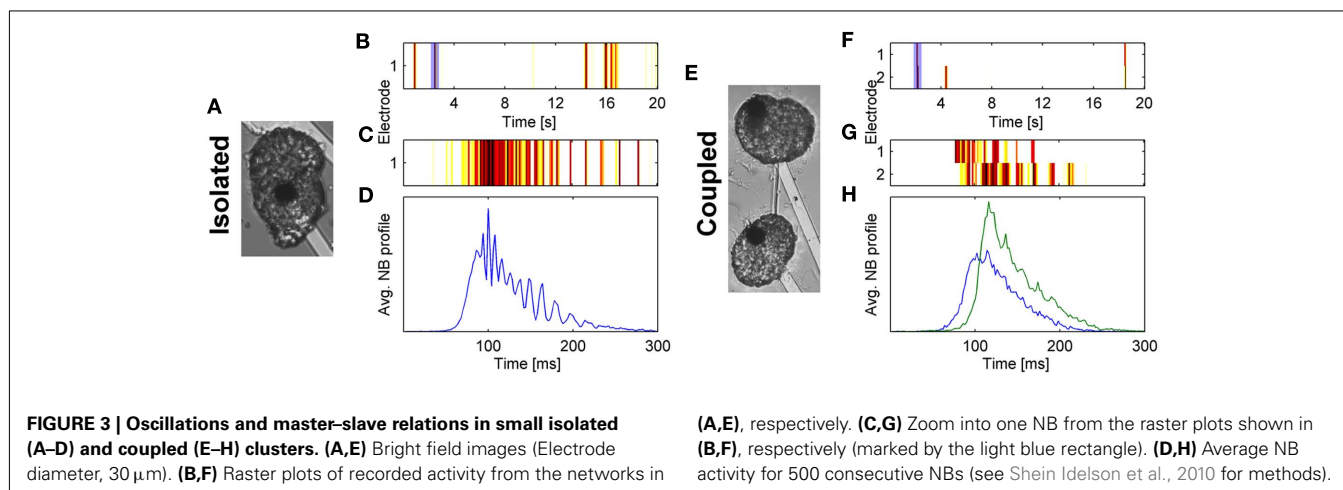 A
Isolated
B
1
4 8 12 16 20
Time [s]
C
1
D
Avg. NB profile
100 200 300
Time [ms]
E
Coupled
F
Electrode
1
2
4 8 12 16 20
Time [s]
G
1
2
H
Avg. NB profile
100 200 300
Time [ms]
FIGURE 3 | Oscillations and master–slave relations in small isolated
(A–D) and coupled (E–H) clusters. (A,E) Bright field images (Electrode
diameter, 30 μm). (B,F) Raster plots of recorded activity from the networks in
(A,E), respectively. (C,G) Zoom into one NB from the raster plots shown in
(B,F), respectively (marked by the light blue rectangle). (D,H) Average NB
activity for 500 consecutive NBs (see Shein Idelson et al., 2010 for methods).